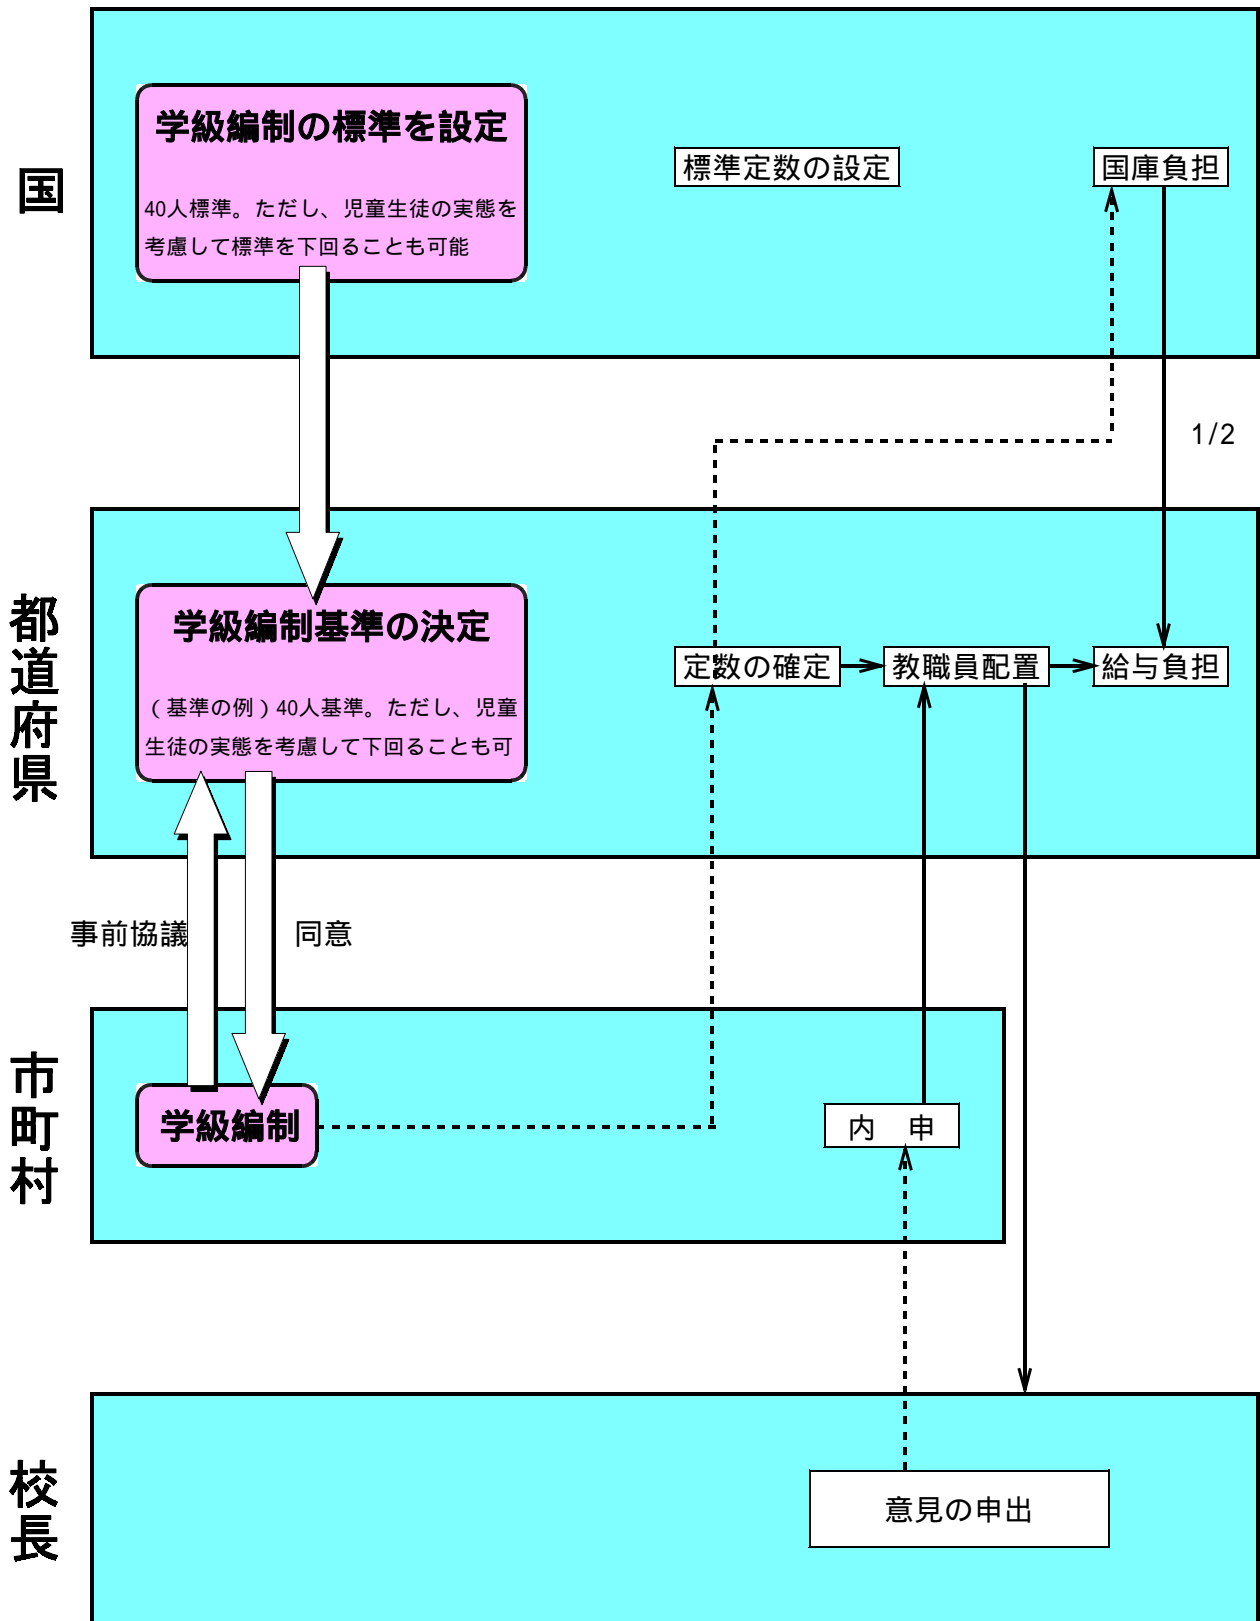 国
学級編制の標準を設定
40人標準。ただし、児童生徒の実態を
考慮して標準を下回ることも可能
標準定数の設定
国庫負担
1/2
都道府県
学級編制基準の決定
(基準の例)40人基準。ただし、児童
生徒の実態を考慮して下回ることも可
定数の確定
教職員配置
給与負担
事前協議
同意
市町村
学級編制
内　申
校長
意見の申出